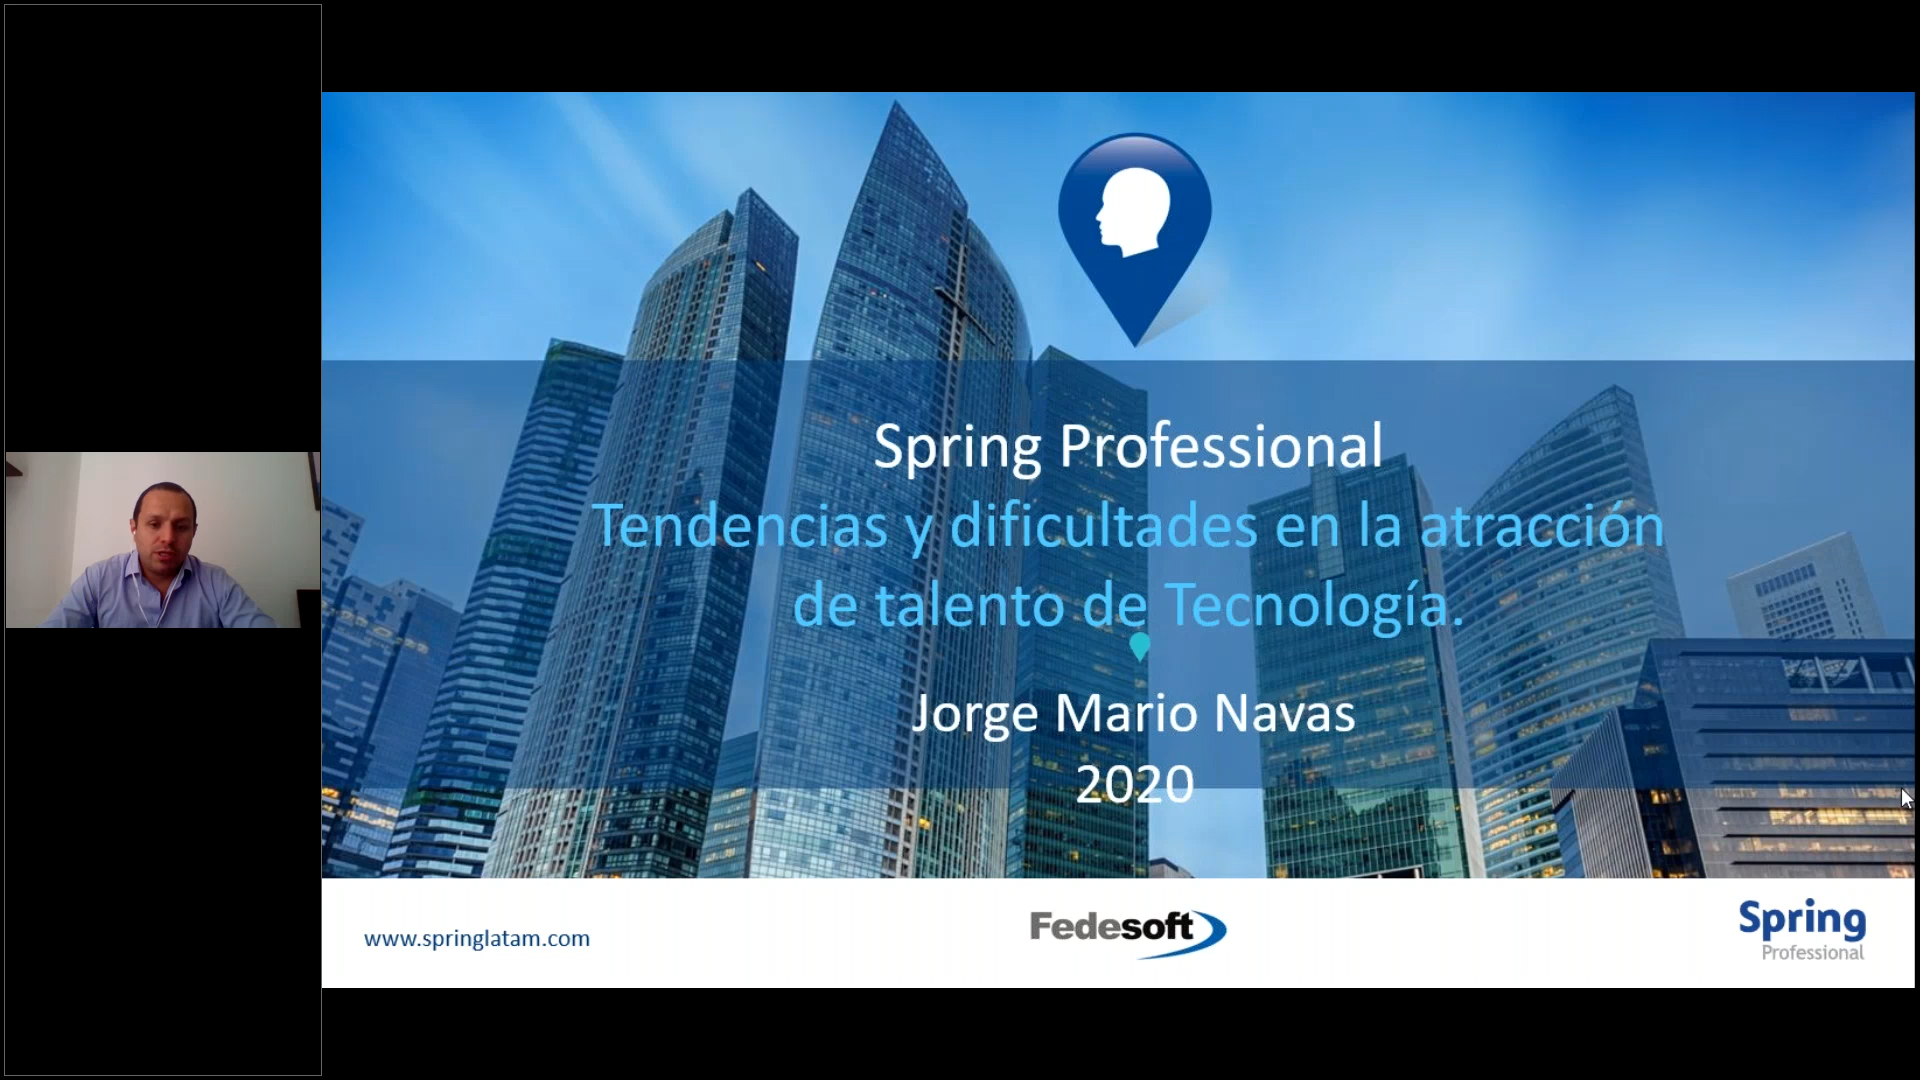 Spring Professional
Tendencias y dificultades en la atracción
de talento de Tecnología.
Jorge Mario Navas
2020
www.springlatam.com
Fedesoft
Spring
Professional